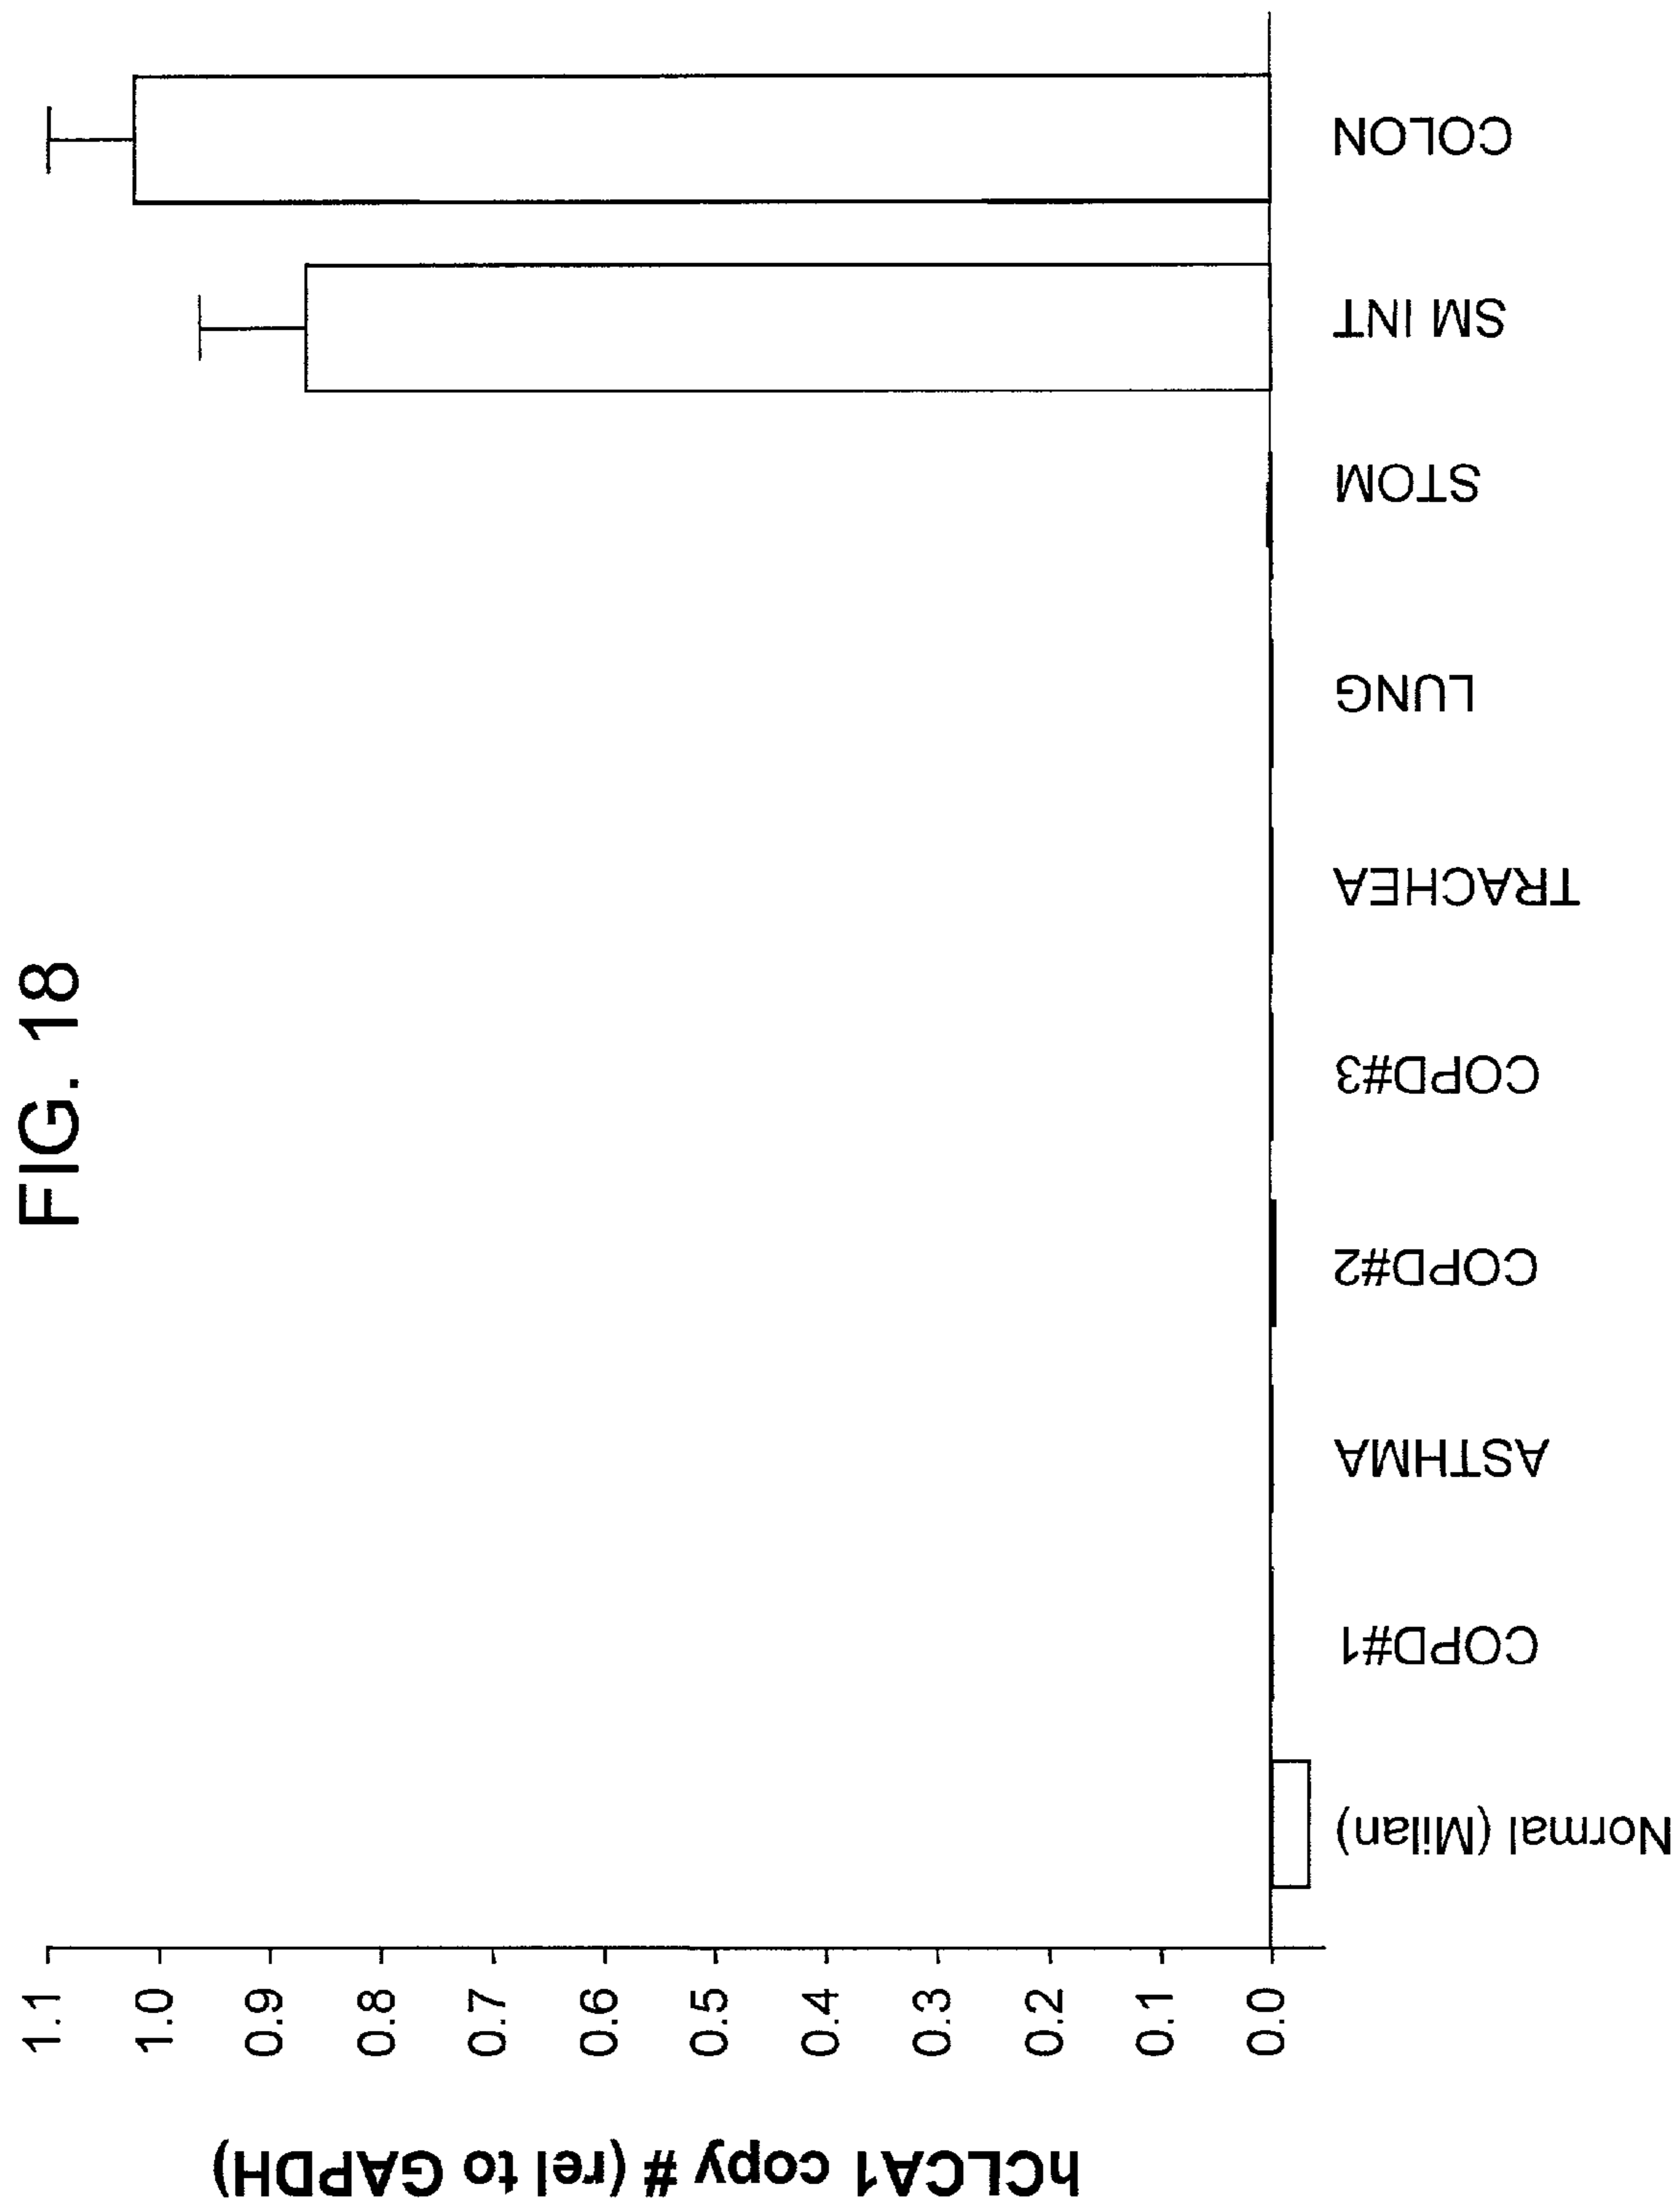 FIG. 18
hCLCA1 copy # (rel to GAPDH)
1.1
1.0
0.9
0.8
0.7
0.6
0.5
0.4
0.3
0.2
0.1
0.0
Normal (Milan)
COPD#1
ASTHMA
COPD#2
COPD#3
TRACHEA
LUNG
STOM
SM INT
COLON